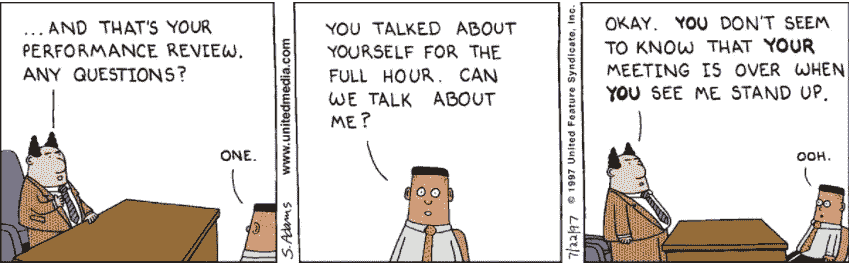 ...AND THAT'S YOUR
PERFORMANCE REVIEW.
ANY QUESTIONS?
ONE.
S.Adams
www.unitedmedia.com
YOU TALKED ABOUT
YOURSELF FOR THE
FULL HOUR. CAN
WE TALK ABOUT
ME?
7/22/97 © 1997 United Feature Syndicate, Inc.
OKAY. YOU DON'T SEEM
TO KNOW THAT YOUR
MEETING IS OVER WHEN
YOU SEE ME STAND UP.
OOH.